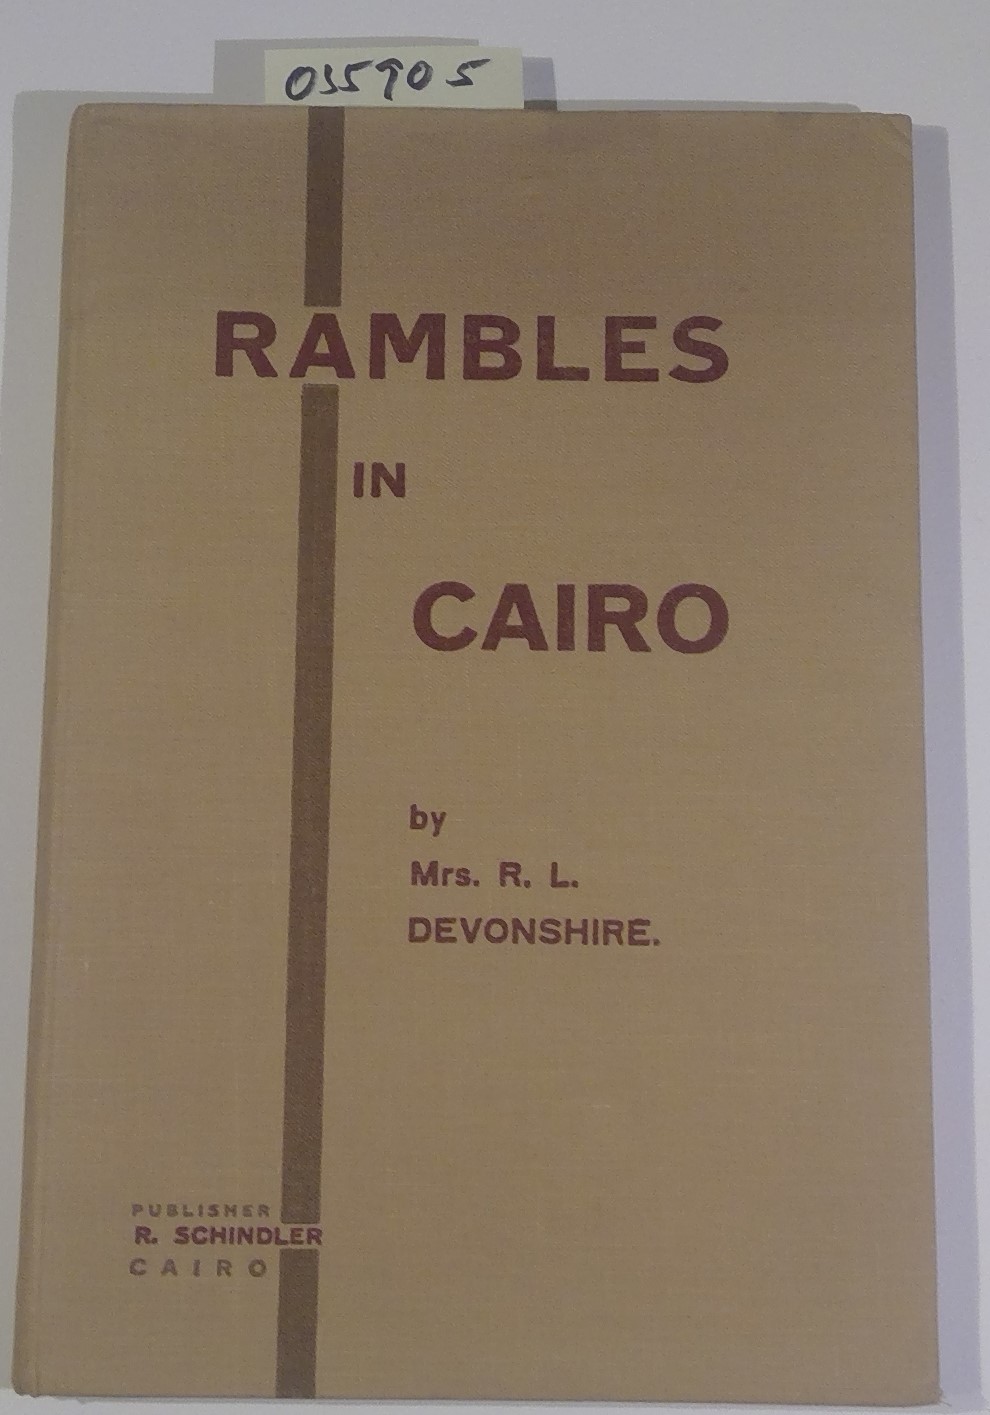 035905
RAMBLES
IN
CAIRO
by
Mrs. R. L.
DEVONSHIRE.
PUBLISHER
R. SCHINDLER
CAIRO